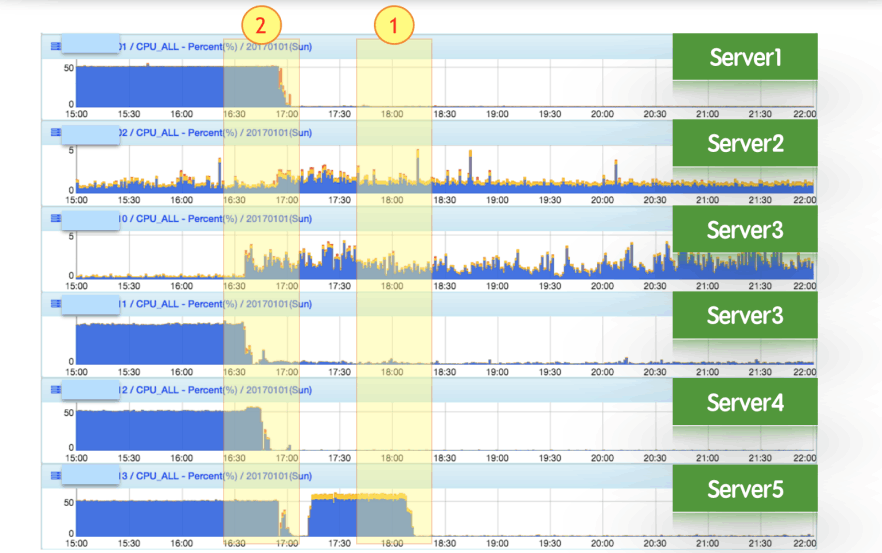 2
1
01 / CPU_ALL - Percent(%) / 20170101(Sun)
Server1
50
0
15:00 15:30 16:00 16:30 17:00 17:30 18:00 18:30 19:00 19:30 20:00 20:30 21:00 21:30 22:00
02 / CPU_ALL - Percent(%) / 20170101(Sun)
Server2
5
0
15:00 15:30 16:00 16:30 17:00 17:30 18:00 18:30 19:00 19:30 20:00 20:30 21:00 21:30 22:00
10 / CPU_ALL - Percent(%) / 20170101(Sun)
Server3
5
0
15:00 15:30 16:00 16:30 17:00 17:30 18:00 18:30 19:00 19:30 20:00 20:30 21:00 21:30 22:00
11 / CPU_ALL - Percent(%) / 20170101(Sun)
Server3
0
15:00 15:30 16:00 16:30 17:00 17:30 18:00 18:30 19:00 19:30 20:00 20:30 21:00 21:30 22:00
12 / CPU_ALL - Percent(%) / 20170101(Sun)
Server4
50
0
15:00 15:30 16:00 16:30 17:00 17:30 18:00 18:30 19:00 19:30 20:00 20:30 21:00 21:30 22:00
13 / CPU_ALL - Percent(%) / 20170101(Sun)
Server5
50
0
15:00 15:30 16:00 16:30 17:00 17:30 18:00 18:30 19:00 19:30 20:00 20:30 21:00 21:30 22:00